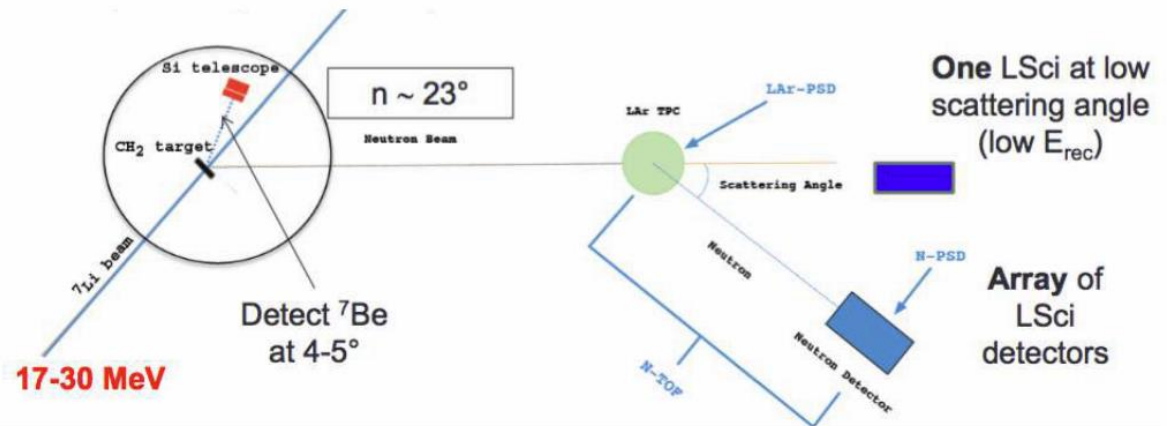 Si telescope
n ~ 23°
Neutron Beam
CH₂ target
⁷Li beam
17-30 MeV
Detect ⁷Be
at 4-5°
LAr TPC
LAr-PSD
Scattering Angle
Neutron
N-TOF
N-PSD
Neutron Detector
One LSci at low
scattering angle
(low E_rec)
Array of
LSci
detectors